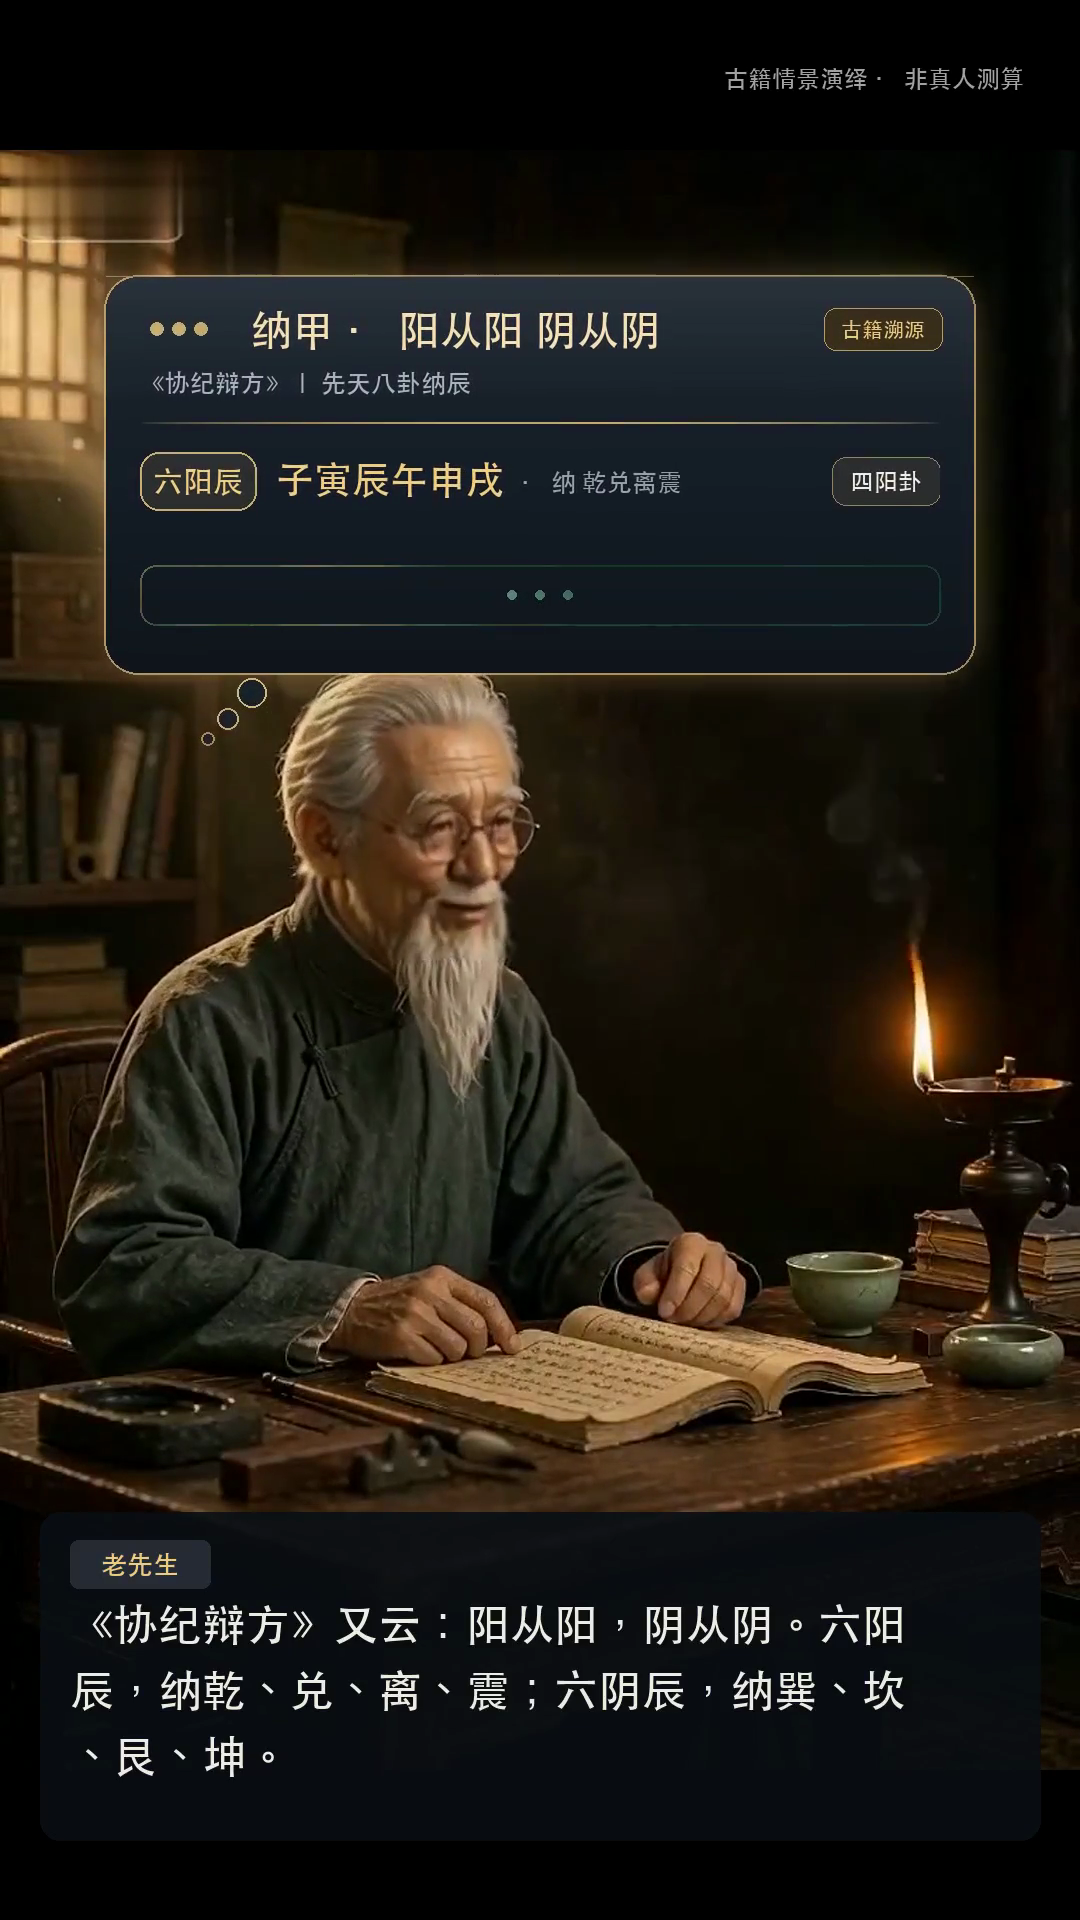 古籍情景演绎 · 非真人测算
纳甲 · 阳从阳 阴从阴
古籍溯源
《协纪辩方》 | 先天八卦纳辰
六阳辰 子寅辰午申戌 · 纳 乾兑离震 四阳卦
老先生
《协纪辩方》又云：阳从阳，阴从阴。六阳
辰，纳乾、兑、离、震；六阴辰，纳巽、坎
、艮、坤。